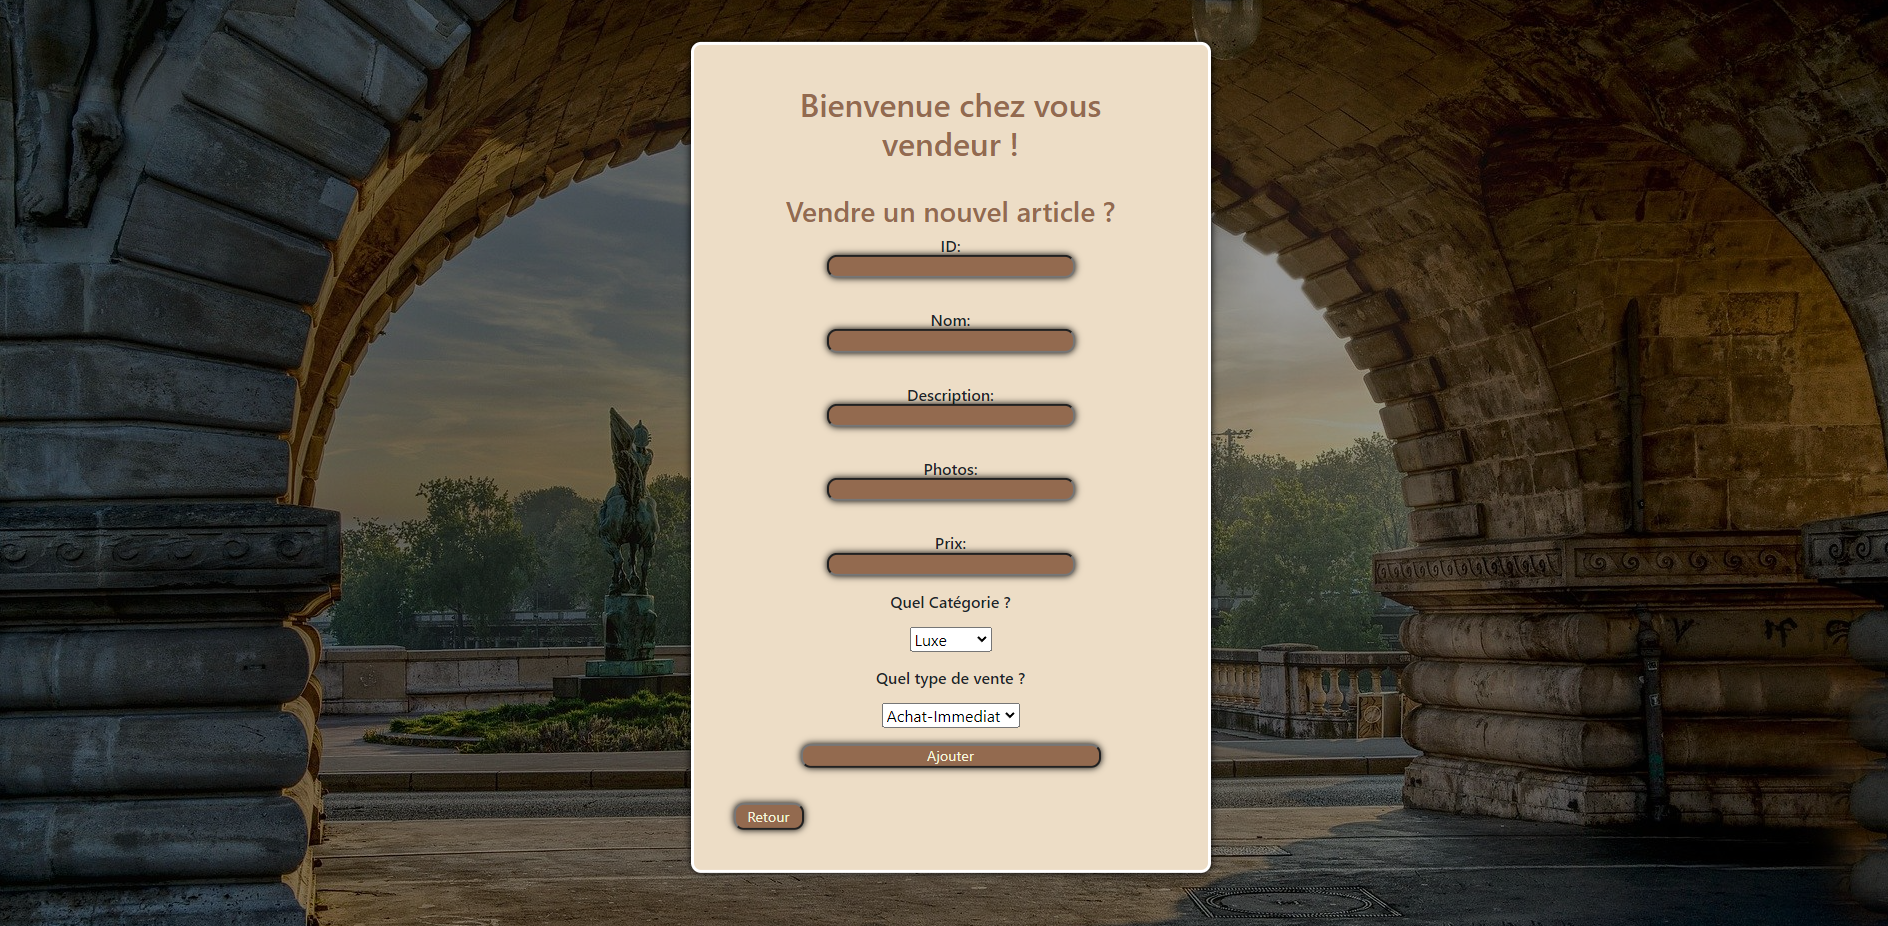 Bienvenue chez vous
vendeur !
Vendre un nouvel article ?
ID:
Nom:
Description:
Photos:
Prix:
Quel Catégorie ?
Luxe
Quel type de vente ?
Achat-Immediat
Ajouter
Retour